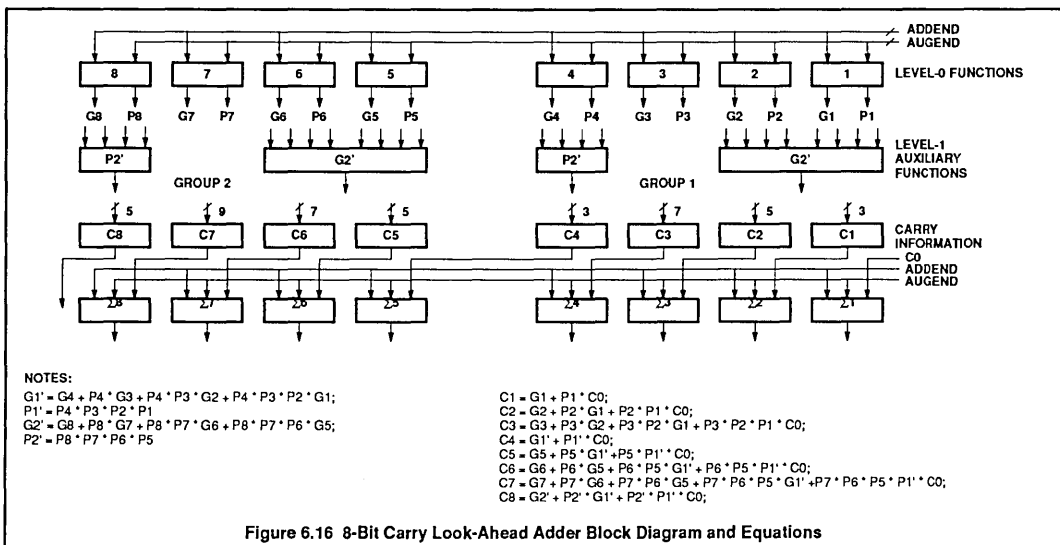 ADDEND
AUGEND
8 7 6 5 4 3 2 1 LEVEL-0 FUNCTIONS
G8 P8 G7 P7 G6 P6 G5 P5 G4 P4 G3 P3 G2 P2 G1 P1
P2' G2' P2' G2' LEVEL-1
AUXILIARY
FUNCTIONS
GROUP 2 GROUP 1
5 9 7 5 3 7 5 3
C8 C7 C6 C5 C4 C3 C2 C1 CARRY
INFORMATION
C0
ADDEND
AUGEND
Σ8 Σ7 Σ6 Σ5 Σ4 Σ3 Σ2 Σ1
NOTES:
G1' = G4 + P4 * G3 + P4 * P3 * G2 + P4 * P3 * P2 * G1;
P1' = P4 * P3 * P2 * P1
G2' = G8 + P8 * G7 + P8 * P7 * G6 + P8 * P7 * P6 * G5;
P2' = P8 * P7 * P6 * P5
C1 = G1 + P1 * C0;
C2 = G2 + P2 * G1 + P2 * P1 * C0;
C3 = G3 + P3 * G2 + P3 * P2 * G1 + P3 * P2 * P1 * C0;
C4 = G1' + P1' * C0;
C5 = G5 + P5 * G1' + P5 * P1' * C0;
C6 = G6 + P6 * G5 + P6 * P5 * G1' + P6 * P5 * P1' * C0;
C7 = G7 + P7 * G6 + P7 * P6 * G5 + P7 * P6 * P5 * G1' + P7 * P6 * P5 * P1' * C0;
C8 = G2' + P2' * G1' + P2' * P1' * C0;
Figure 6.16 8-Bit Carry Look-Ahead Adder Block Diagram and Equations